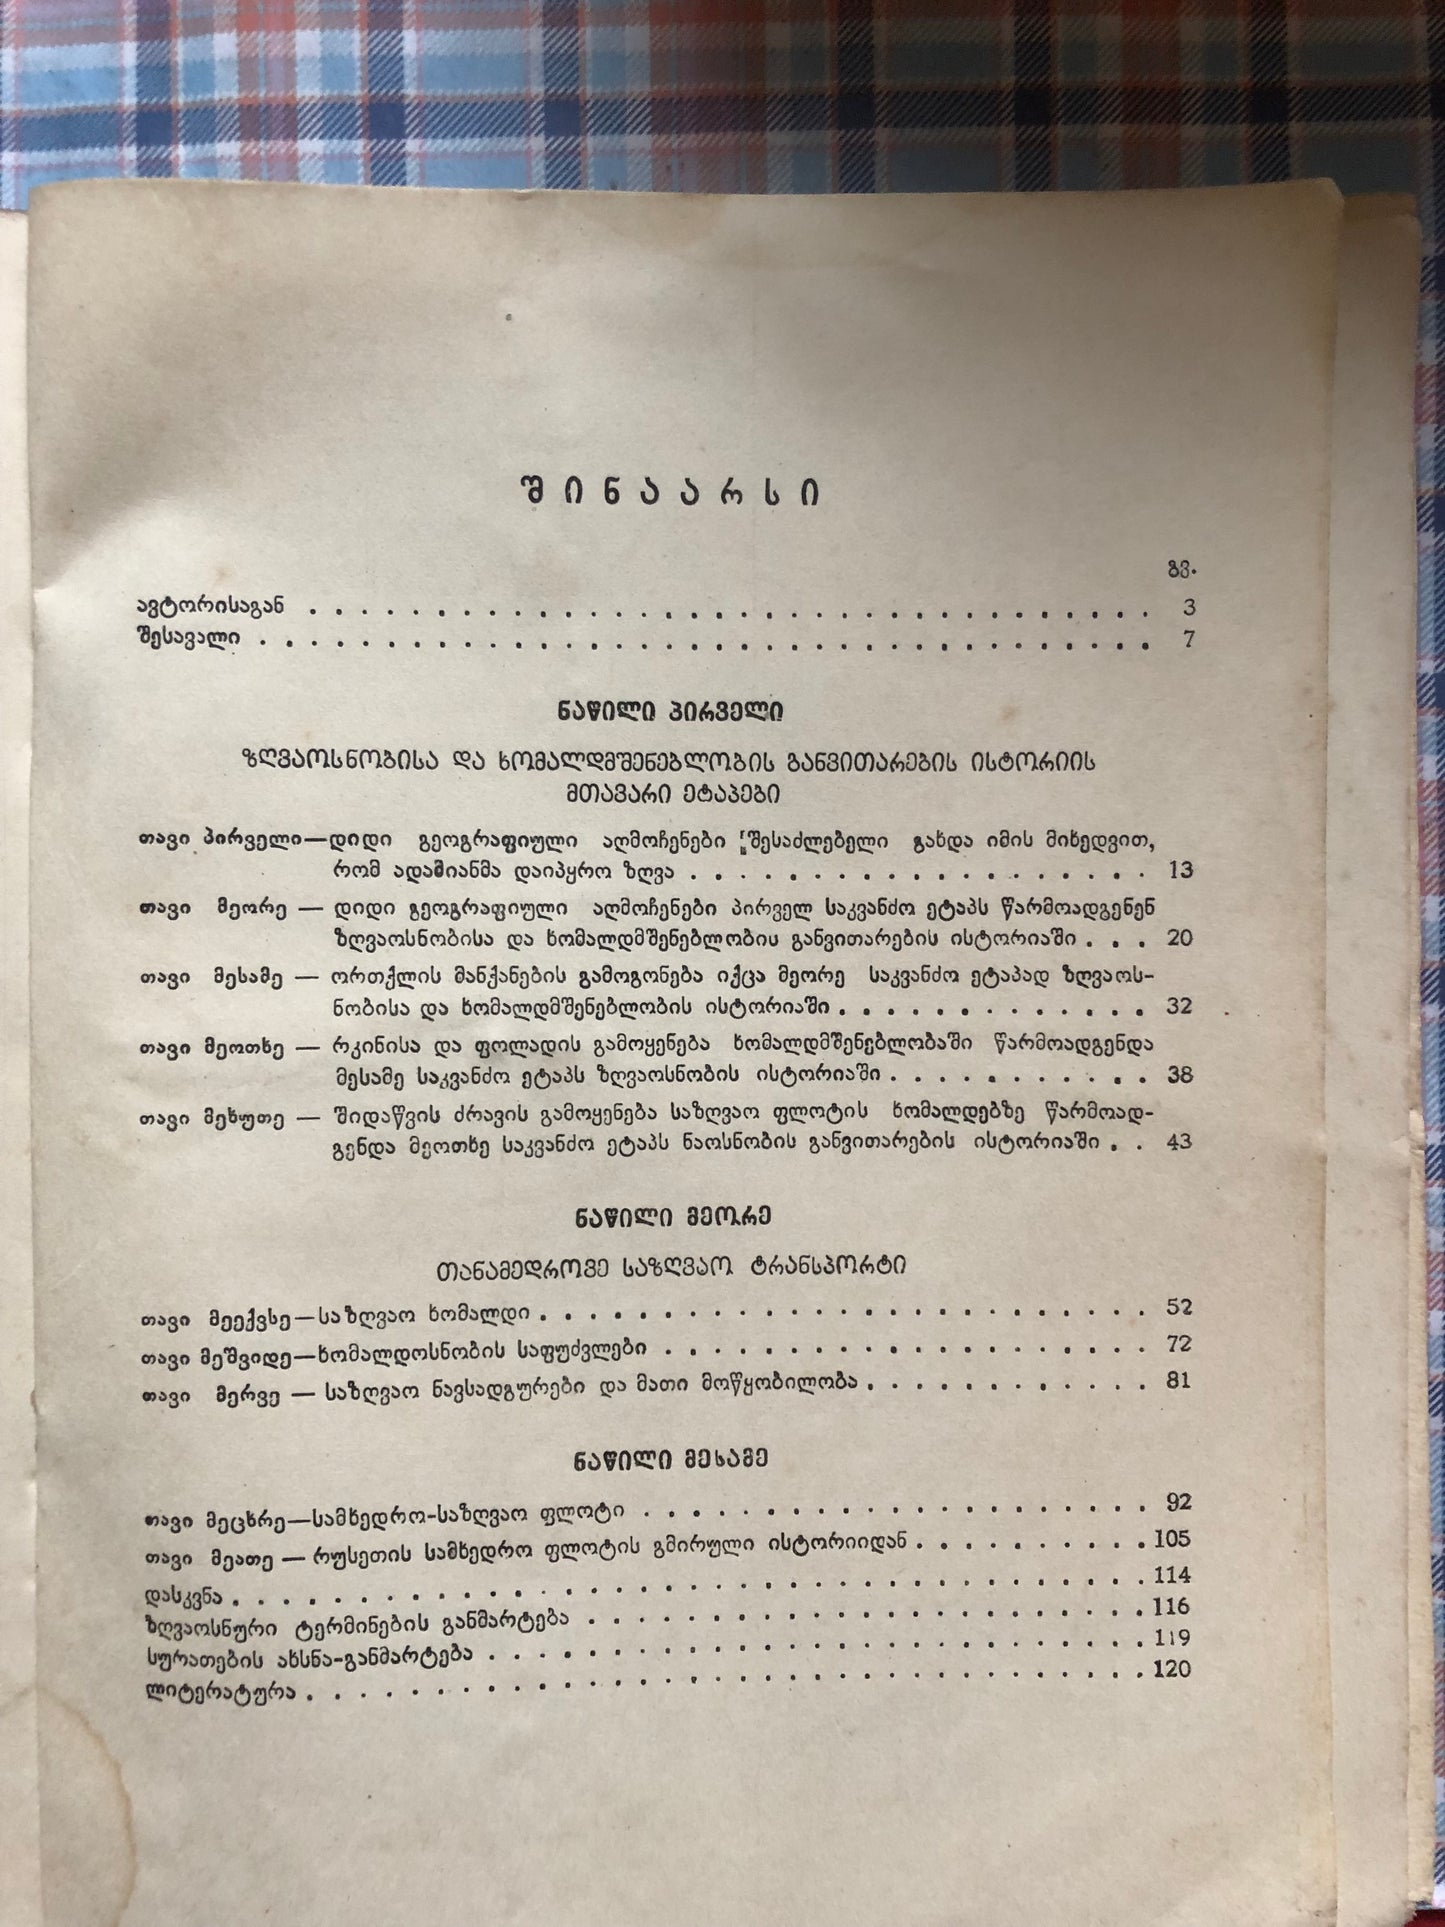 შინაარსი
გვ.
ავტორისაგან . . . . . . . . . . . . . . . . . . . . . . . . . . . . . . . . . 3
შესავალი . . . . . . . . . . . . . . . . . . . . . . . . . . . . . . . . . . . 7
ნაწილი პირველი
ზღვაოსნობისა და ხომალდმშენებლობის განვითარების ისტორიის
მთავარი ეტაპები
თავი პირველი—დიდი გეოგრაფიული აღმოჩენები შესაძლებელი გახდა იმის მიხედვით,
რომ ადამიანმა დაიპყრო ზღვა . . . . . . . . . . . . . . . . . . . 13
თავი მეორე — დიდი გეოგრაფიული აღმოჩენები პირველ საკვანძო ეტაპს წარმოადგენენ
ზღვაოსნობისა და ხომალდმშენებლობის განვითარების ისტორიაში . . . 20
თავი მესამე — ორთქლის მანქანების გამოგონება იქცა მეორე საკვანძო ეტაპად ზღვაოს-
ნობისა და ხომალდმშენებლობის ისტორიაში . . . . . . . . . . . . . 32
თავი მეოთხე — რკინისა და ფოლადის გამოყენება ხომალდმშენებლობაში წარმოადგენდა
მესამე საკვანძო ეტაპს ზღვაოსნობის ისტორიაში . . . . . . . . . . . 38
თავი მეხუთე — შიდაწვის ძრავის გამოყენება საზღვაო ფლოტის ხომალდებზე წარმოად-
გენდა მეოთხე საკვანძო ეტაპს ნაოსნობის განვითარების ისტორიაში . . 43
ნაწილი მეორე
თანამედროვე საზღვაო ტრანსპორტი
თავი მეექვსე—საზღვაო ხომალდი . . . . . . . . . . . . . . . . . . . . . . . . . 52
თავი მეშვიდე—ხომალდოსნობის საფუძვლები . . . . . . . . . . . . . . . . . . . . 72
თავი მერვე — საზღვაო ნავსადგურები და მათი მოწყობილობა . . . . . . . . . . . . 81
ნაწილი მესამე
თავი მეცხრე—სამხედრო-საზღვაო ფლოტი . . . . . . . . . . . . . . . . . . . . . 92
თავი მეათე — რუსეთის სამხედრო ფლოტის გმირული ისტორიიდან . . . . . . . . . . 105
დასკვნა . . . . . . . . . . . . . . . . . . . . . . . . . . . . . . . . . . . . 114
ზღვაოსნური ტერმინების განმარტება . . . . . . . . . . . . . . . . . . . . . . . 116
სურათების ახსნა-განმარტება . . . . . . . . . . . . . . . . . . . . . . . . . . 119
ლიტერატურა . . . . . . . . . . . . . . . . . . . . . . . . . . . . . . . . . 120